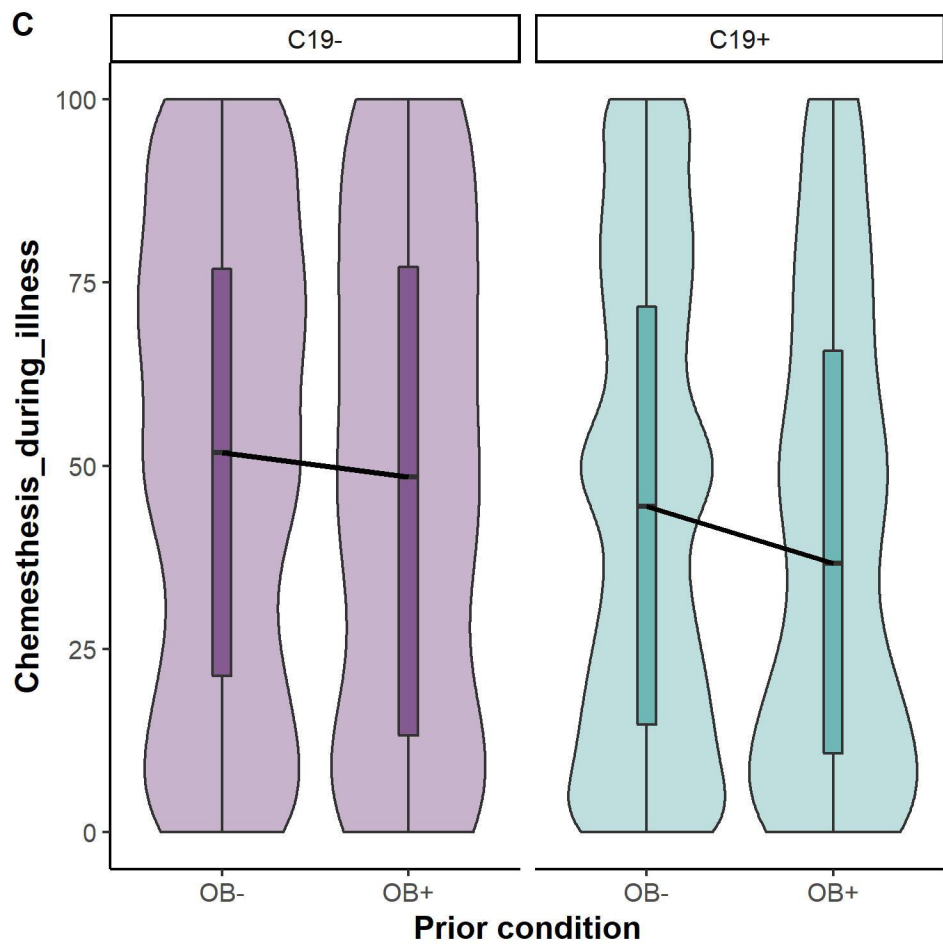 C
C19-
C19+
Chemesthesis_during_illness
100
75
50
25
0
OB-
OB+
OB-
OB+
Prior condition